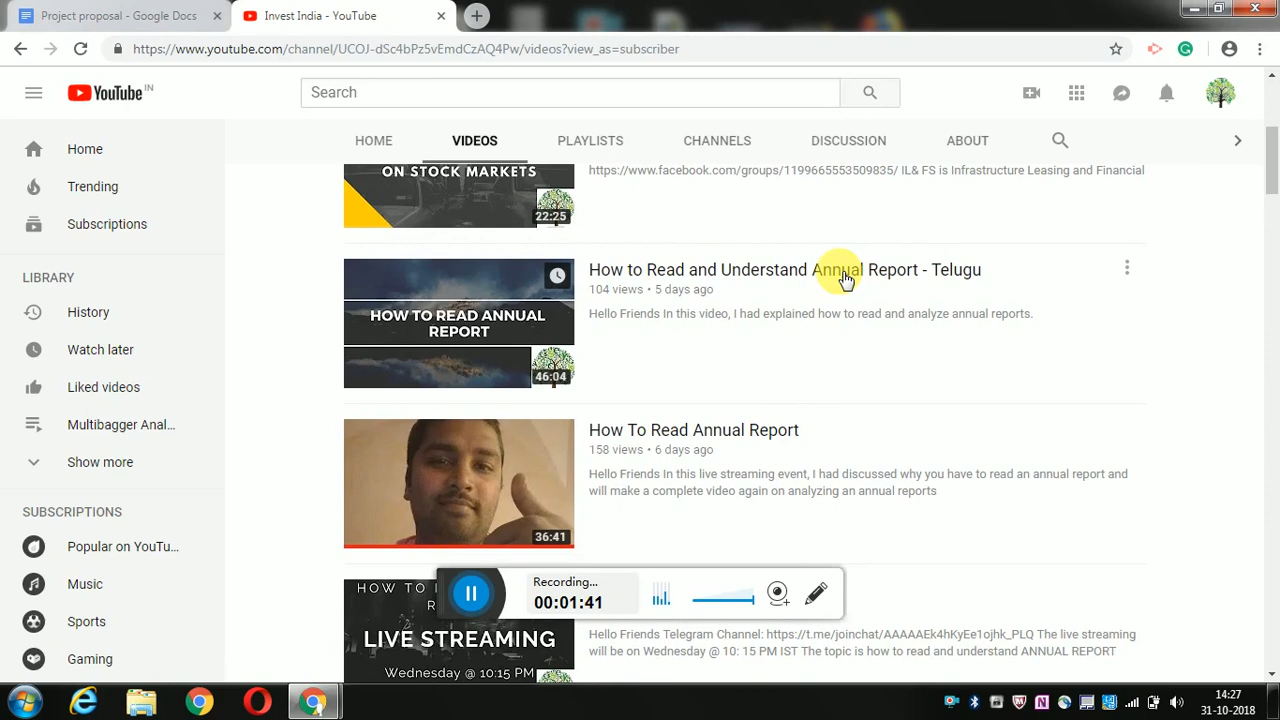 Project proposal - Google Docs
Invest India - YouTube
https://www.youtube.com/channel/UCOJ-dSc4bPz5vEmdCzAQ4Pw/videos?view_as=subscriber
YouTube IN
Search
HOME VIDEOS PLAYLISTS CHANNELS DISCUSSION ABOUT
Home
Trending
Subscriptions
LIBRARY
History
Watch later
Liked videos
Multibagger Anal...
Show more
SUBSCRIPTIONS
Popular on YouTu...
Music
Sports
Gaming
ON STOCK MARKETS
22:25
https://www.facebook.com/groups/1199665553509835/ IL& FS is Infrastructure Leasing and Financial
HOW TO READ ANNUAL
REPORT
46:04
How to Read and Understand Annual Report - Telugu
104 views • 5 days ago
Hello Friends In this video, I had explained how to read and analyze annual reports.
36:41
How To Read Annual Report
158 views • 6 days ago
Hello Friends In this live streaming event, I had discussed why you have to read an annual report and
will make a complete video again on analyzing an annual reports
HOW TO
LIVE STREAMING
Wednesday @ 10:15 PM
Hello Friends Telegram Channel: https://t.me/joinchat/AAAAAEk4hKyEe1ojhk_PLQ The live streaming
will be on Wednesday @ 10: 15 PM IST The topic is how to read and understand ANNUAL REPORT
Recording...
00:01:41
14:27
31-10-2018